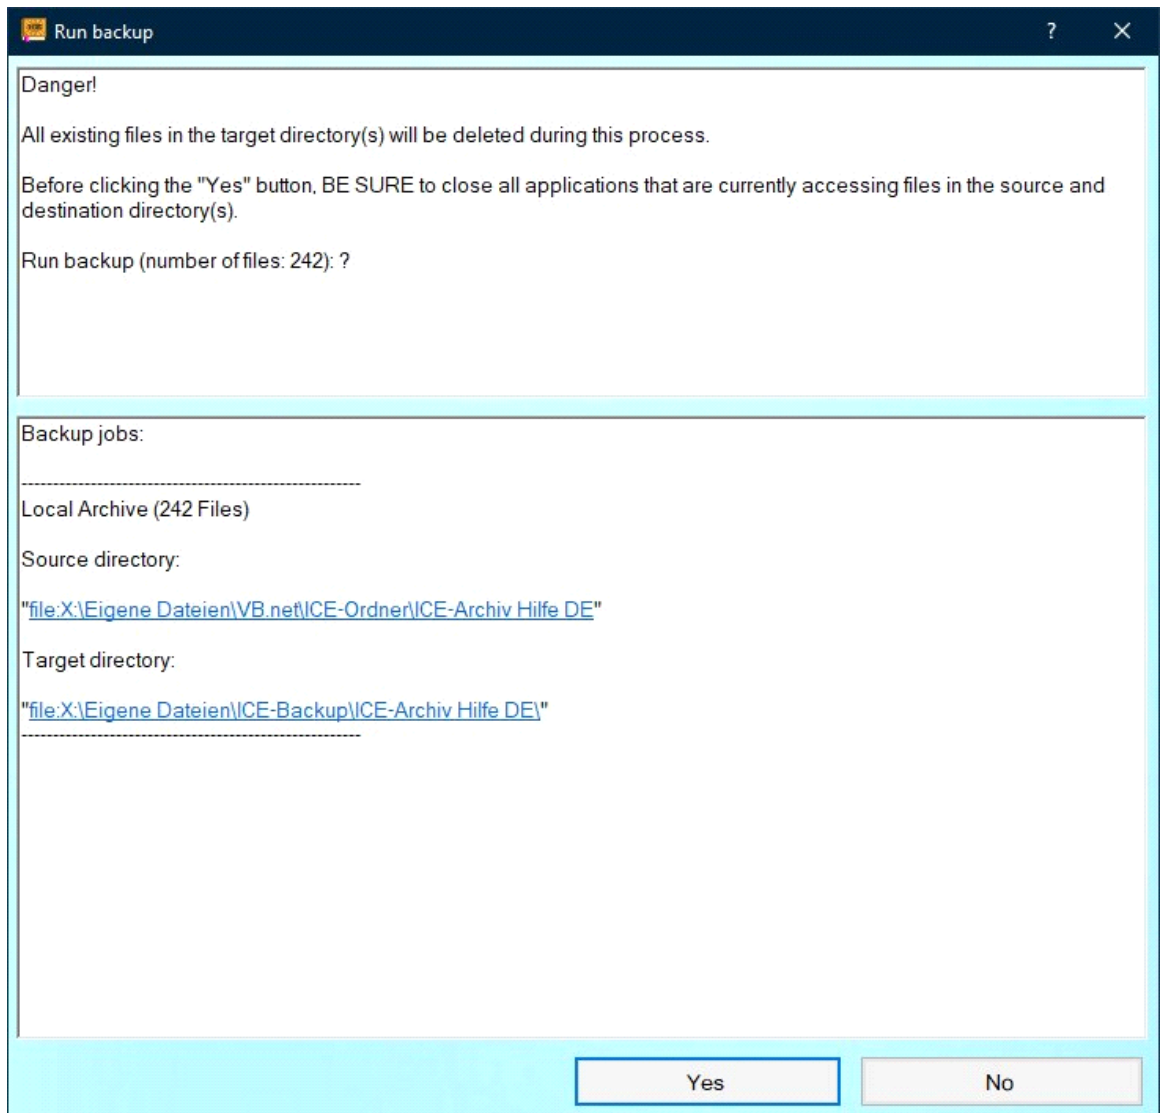 Run backup
?
Danger!
All existing files in the target directory(s) will be deleted during this process.
Before clicking the "Yes" button, BE SURE to close all applications that are currently accessing files in the source and
destination directory(s).
Run backup (number of files: 242): ?
Backup jobs:
------------------------------------------------------
Local Archive (242 Files)
Source directory:
"file:X:\Eigene Dateien\VB.net\ICE-Ordner\ICE-Archiv Hilfe DE"
Target directory:
"file:X:\Eigene Dateien\ICE-Backup\ICE-Archiv Hilfe DE\"
------------------------------------------------------
Yes
No